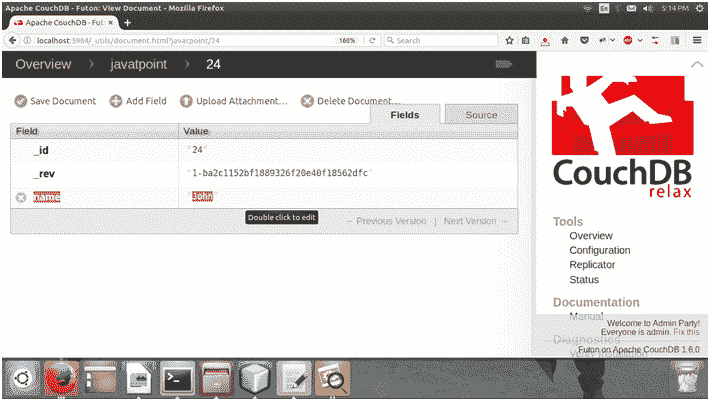 Apache CouchDB - Futon: View Document - Mozilla Firefox
En
5:14 PM
Apache CouchDB - Fut...
localhost:5984/_utils/document.html?javatpoint/24
160%
Search
Overview
javatpoint
24
Save Document
Add Field
Upload Attachment...
Delete Document...
Fields
Source
Field
Value
_id
"24"
_rev
"1-ba2c1152bf1889326f20e40f18562dfc"
name
"John"
Double click to edit
← Previous Version | Next Version →
CouchDB
relax
Tools
Overview
Configuration
Replicator
Status
Documentation
Manual
Welcome to Admin Party!
Everyone is admin. Fix this
Diagnostics
Futon on Apache CouchDB 1.6.0